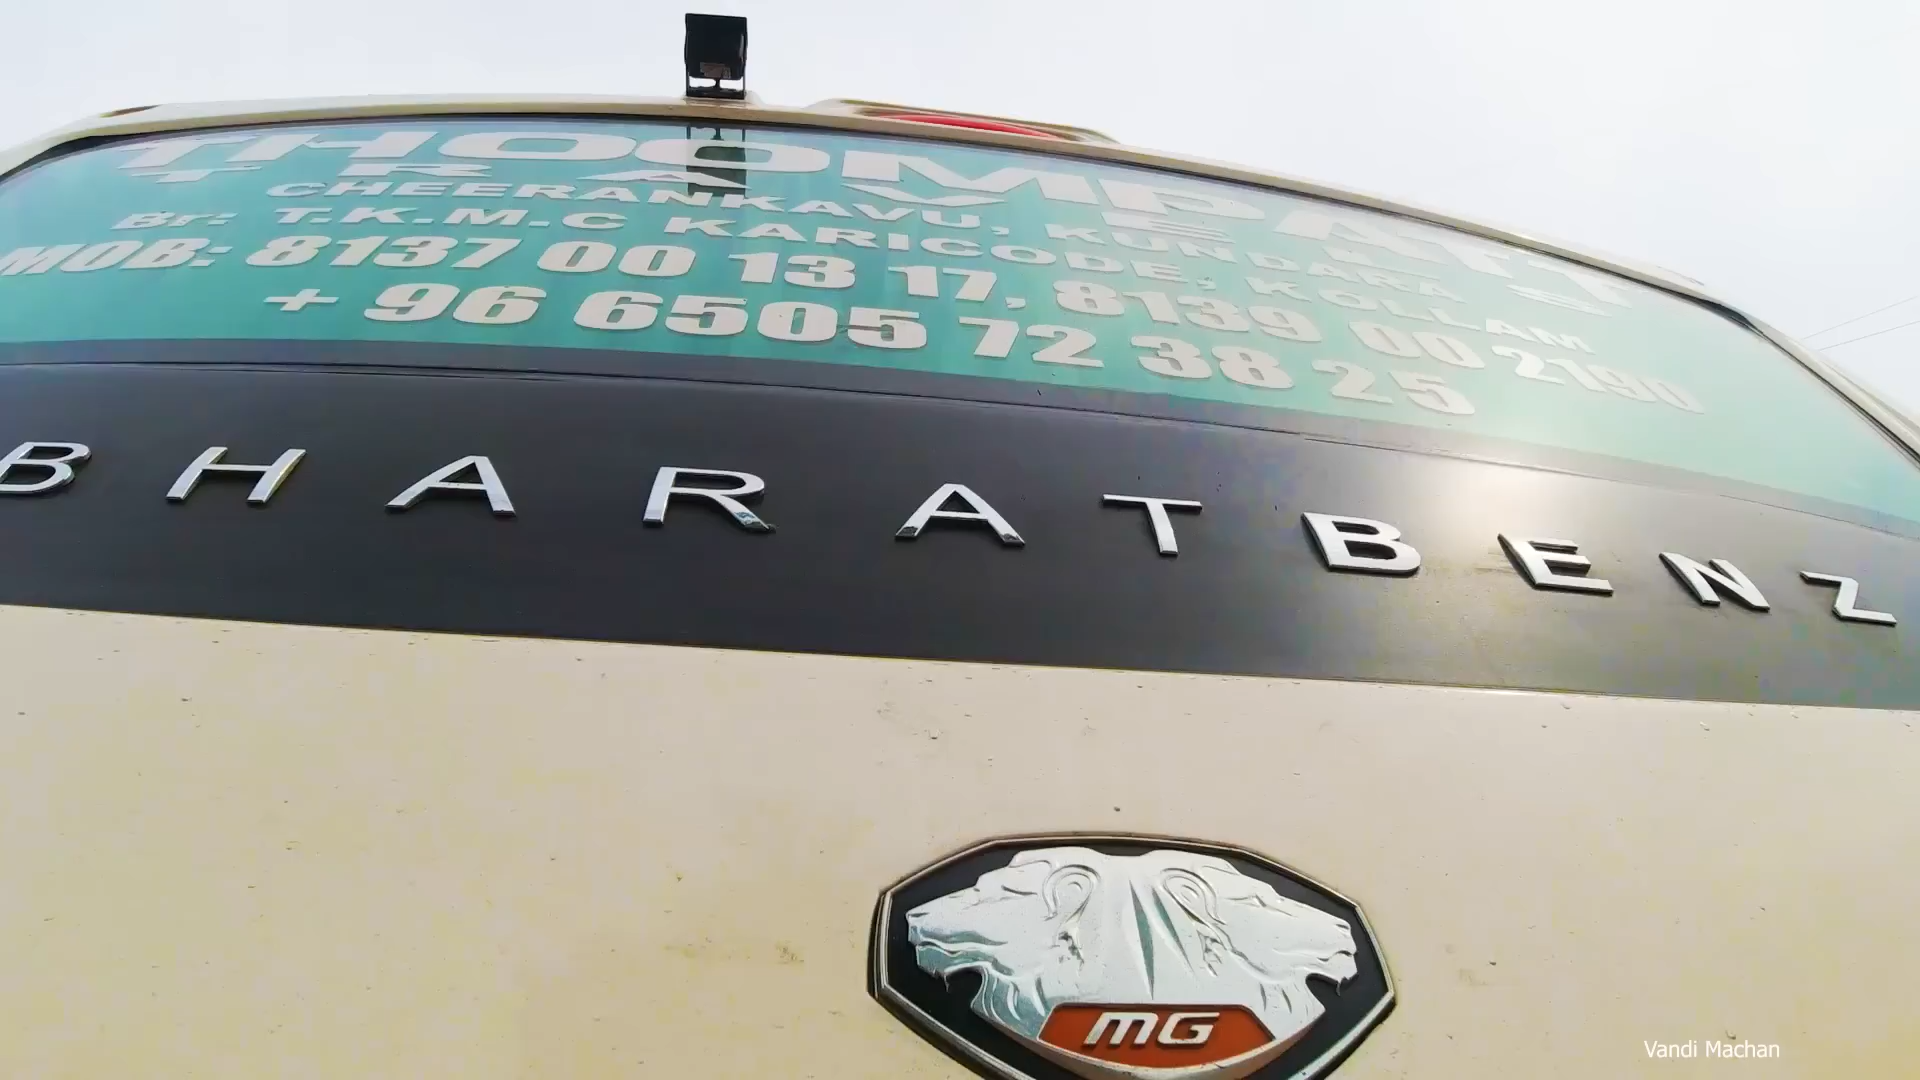 THOOMPATT
TRAVELS
CHEERANKAVU, KUNDARA
Br: T.K.M.C KARICODE, KOLLAM
MOB: 8137 00 13 17, 8139 00 2190
+ 96 6505 72 38 25
BHARATBENZ
MG
Vandi Machan